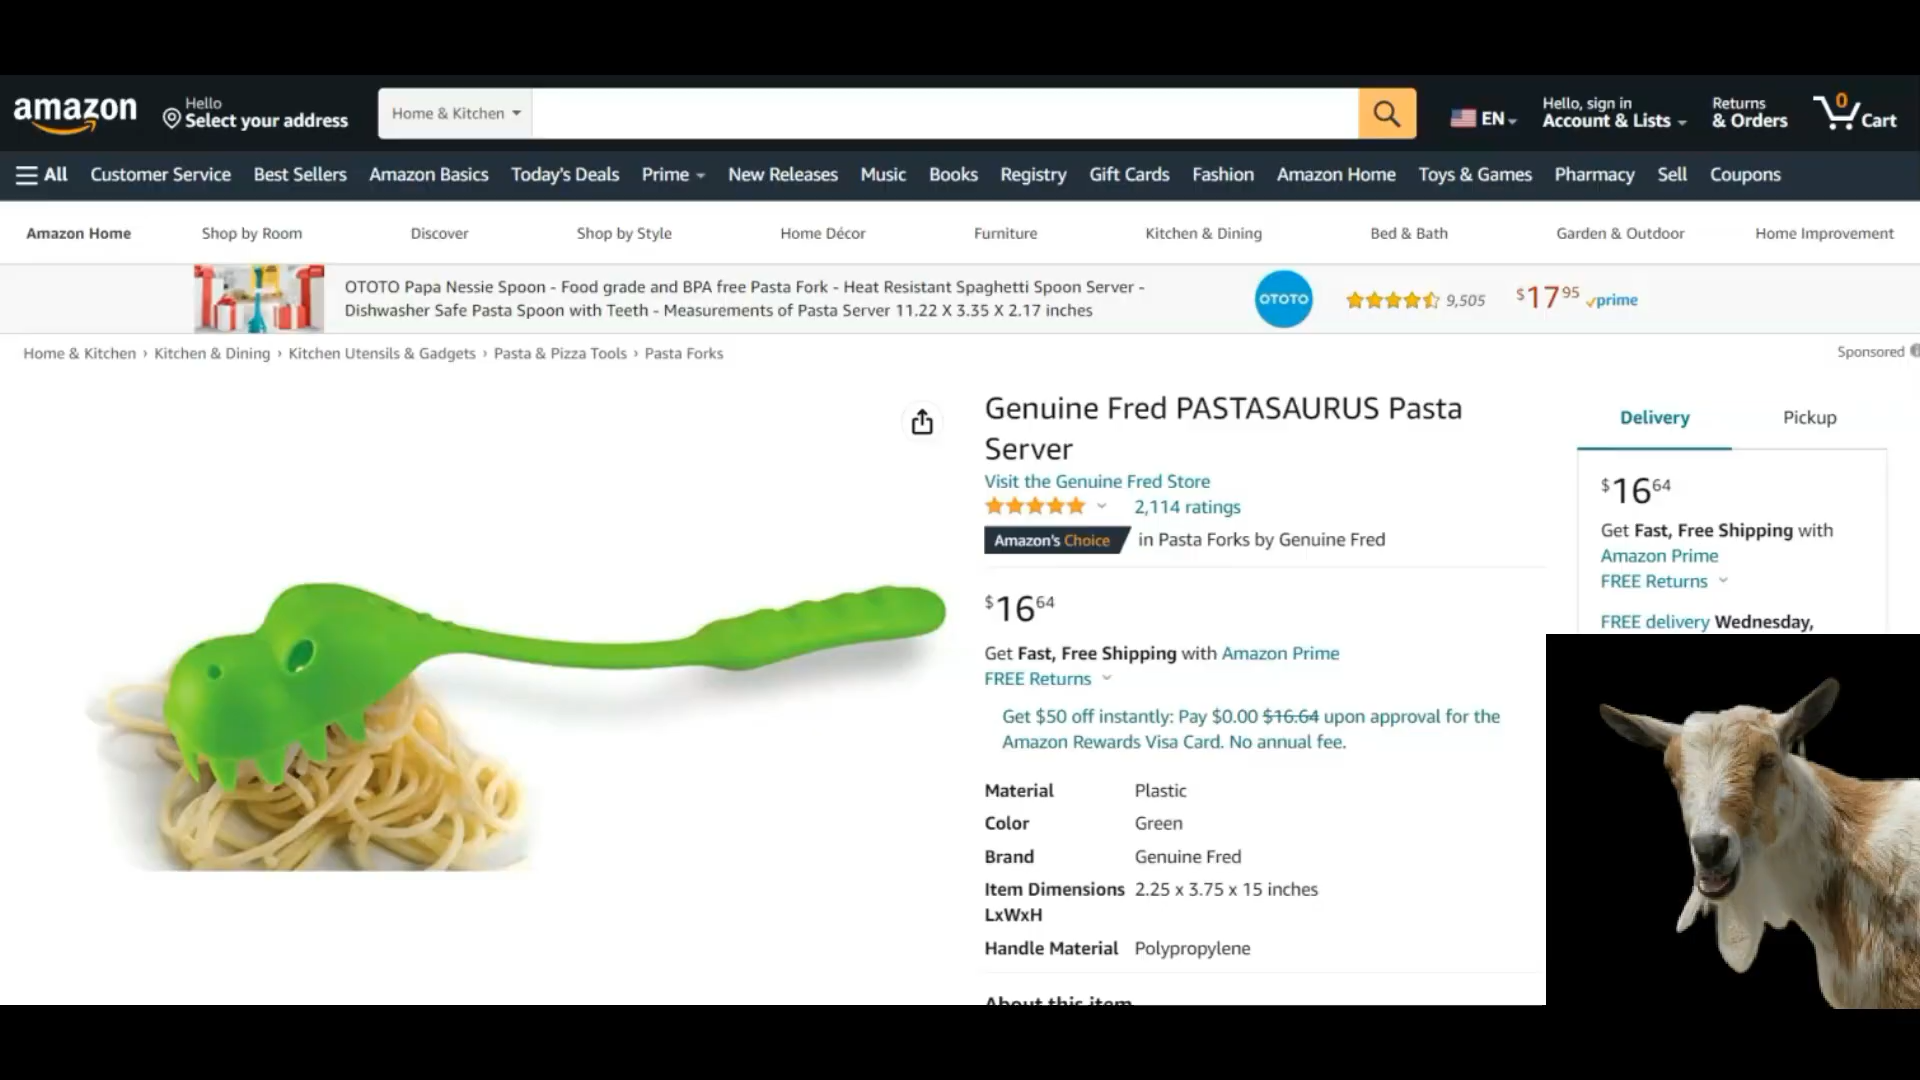 amazon
Hello
Select your address
Home & Kitchen
EN
Hello, sign in
Account & Lists
Returns
& Orders
0
Cart
All
Customer Service
Best Sellers
Amazon Basics
Today's Deals
Prime
New Releases
Music
Books
Registry
Gift Cards
Fashion
Amazon Home
Toys & Games
Pharmacy
Sell
Coupons
Amazon Home
Shop by Room
Discover
Shop by Style
Home Décor
Furniture
Kitchen & Dining
Bed & Bath
Garden & Outdoor
Home Improvement
OTOTO Papa Nessie Spoon - Food grade and BPA free Pasta Fork - Heat Resistant Spaghetti Spoon Server -
Dishwasher Safe Pasta Spoon with Teeth - Measurements of Pasta Server 11.22 X 3.35 X 2.17 inches
OTOTO
9,505
$1795
prime
Home & Kitchen › Kitchen & Dining › Kitchen Utensils & Gadgets › Pasta & Pizza Tools › Pasta Forks
Sponsored
Genuine Fred PASTASAURUS Pasta
Server
Visit the Genuine Fred Store
2,114 ratings
Amazon's Choice in Pasta Forks by Genuine Fred
$1664
Get Fast, Free Shipping with Amazon Prime
FREE Returns
Get $50 off instantly: Pay $0.00 $16.64 upon approval for the
Amazon Rewards Visa Card. No annual fee.
Material Plastic
Color Green
Brand Genuine Fred
Item Dimensions 2.25 x 3.75 x 15 inches
LxWxH
Handle Material Polypropylene
About this item
Delivery
Pickup
$1664
Get Fast, Free Shipping with
Amazon Prime
FREE Returns
FREE delivery Wednesday,